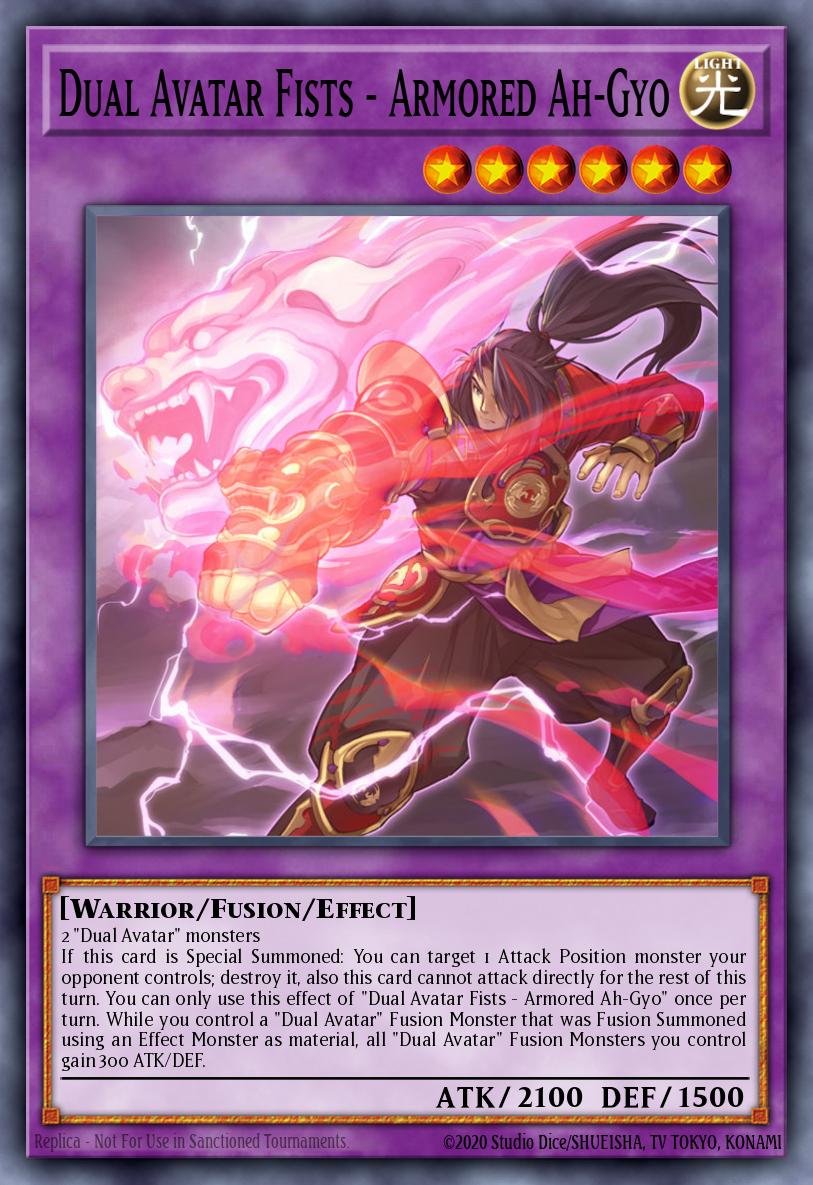 Dual Avatar Fists - Armored Ah-Gyo
LIGHT
光
[Warrior/Fusion/Effect]
2 "Dual Avatar" monsters
If this card is Special Summoned: You can target 1 Attack Position monster your
opponent controls; destroy it, also this card cannot attack directly for the rest of this
turn. You can only use this effect of "Dual Avatar Fists - Armored Ah-Gyo" once per
turn. While you control a "Dual Avatar" Fusion Monster that was Fusion Summoned
using an Effect Monster as material, all "Dual Avatar" Fusion Monsters you control
gain 300 ATK/DEF.
ATK/2100 DEF/1500
Replica - Not For Use in Sanctioned Tournaments.
©2020 Studio Dice/SHUEISHA, TV TOKYO, KONAMI